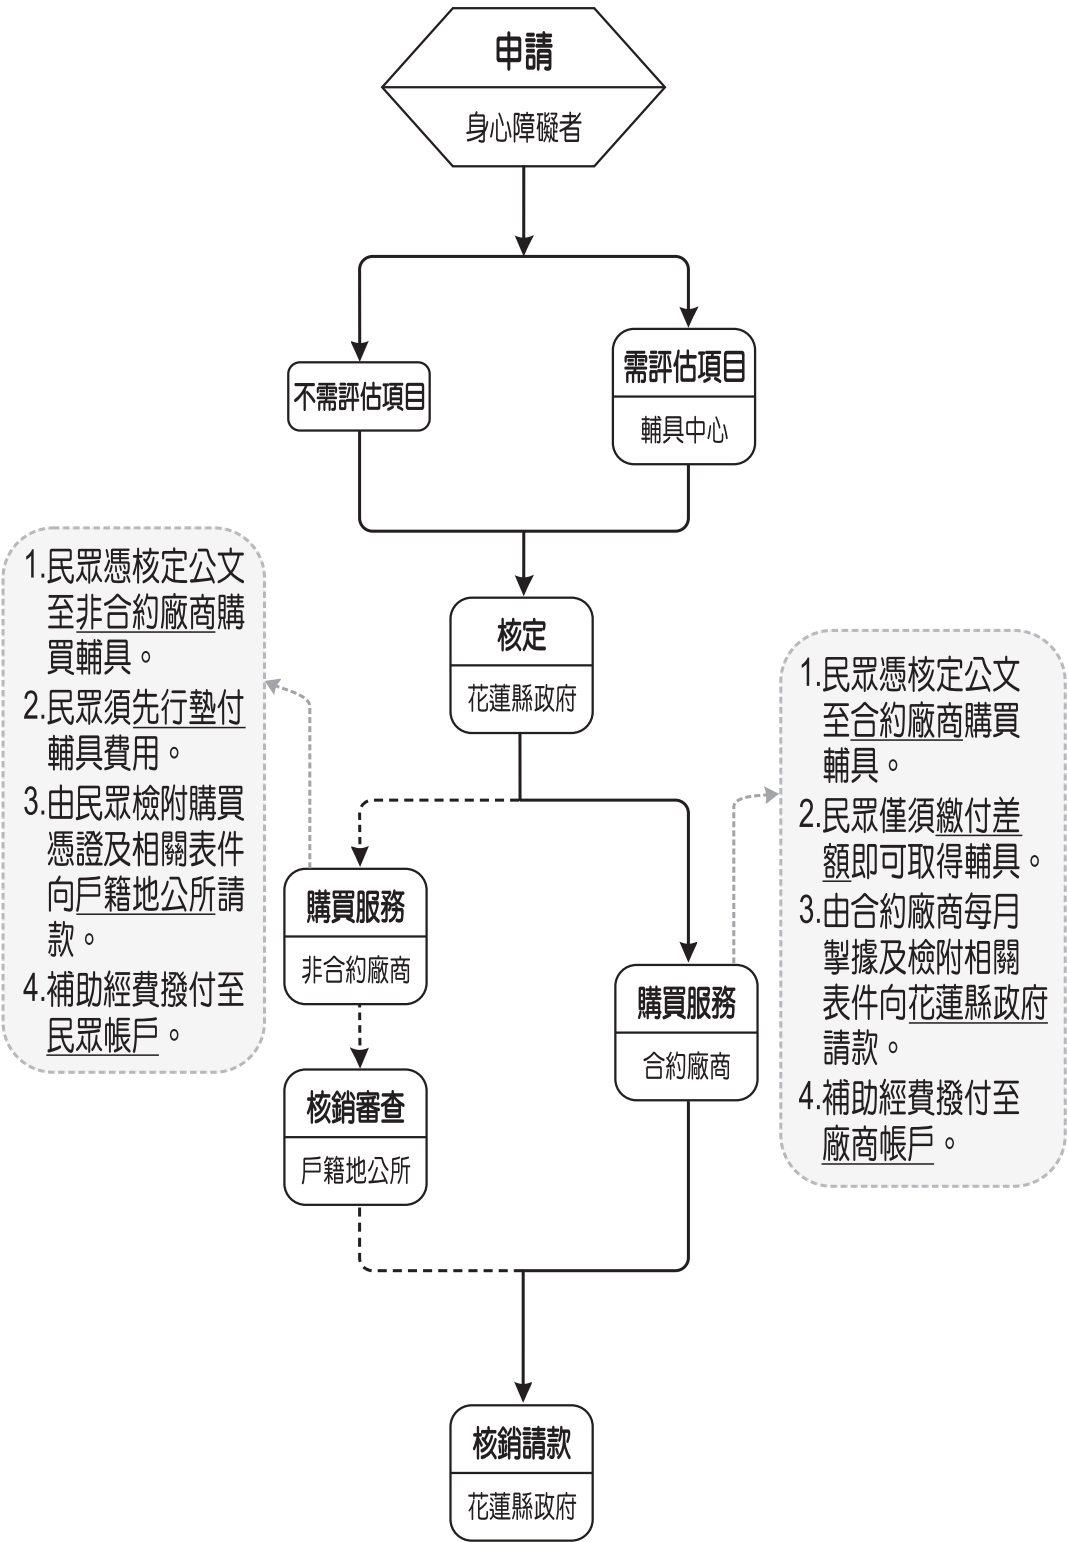 申請
身心障礙者
不需評估項目
需評估項目
輔具中心
核定
花蓮縣政府
1.民眾憑核定公文
至非合約廠商購
買輔具。
2.民眾須先行墊付
輔具費用。
3.由民眾檢附購買
憑證及相關表件
向戶籍地公所請
款。
4.補助經費撥付至
民眾帳戶。
購買服務
非合約廠商
核銷審查
戶籍地公所
購買服務
合約廠商
1.民眾憑核定公文
至合約廠商購買
輔具。
2.民眾僅須繳付差
額即可取得輔具。
3.由合約廠商每月
掣據及檢附相關
表件向花蓮縣政府
請款。
4.補助經費撥付至
廠商帳戶。
核銷請款
花蓮縣政府